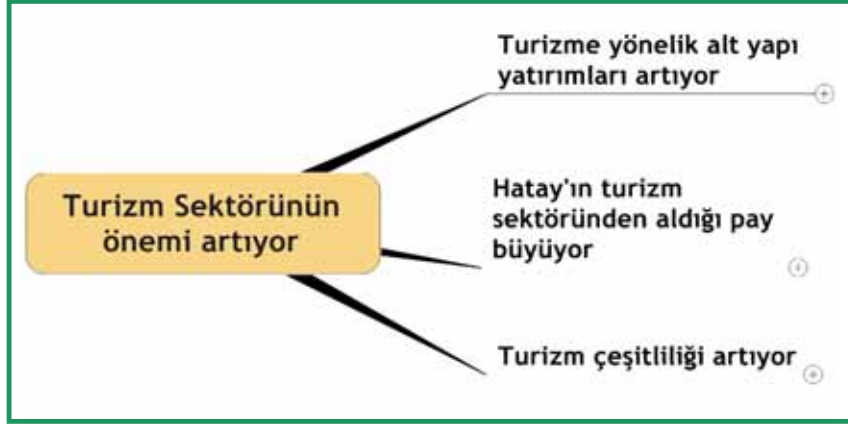 Turizme yönelik alt yapı
yatırımları artıyor
Turizm Sektörünün
önemi artıyor
Hatay'ın turizm
sektöründen aldığı pay
büyüyor
Turizm çeşitliliği artıyor